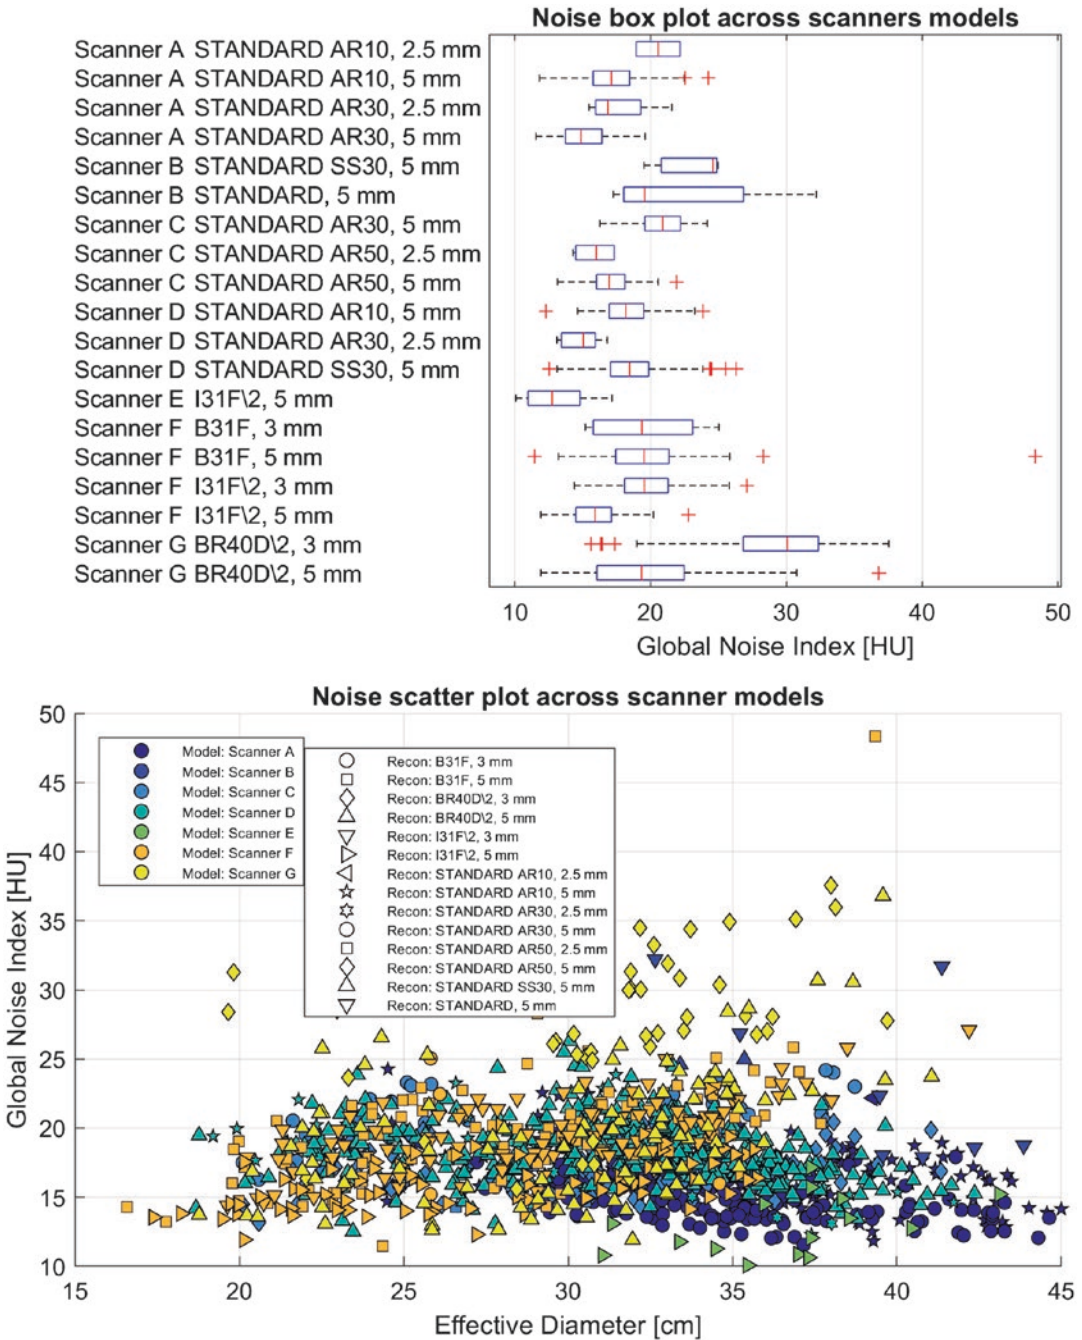 Noise box plot across scanners models
Scanner A STANDARD AR10, 2.5 mm
Scanner A STANDARD AR10, 5 mm
Scanner A STANDARD AR30, 2.5 mm
Scanner A STANDARD AR30, 5 mm
Scanner B STANDARD SS30, 5 mm
Scanner B STANDARD, 5 mm
Scanner C STANDARD AR30, 5 mm
Scanner C STANDARD AR50, 2.5 mm
Scanner C STANDARD AR50, 5 mm
Scanner D STANDARD AR10, 5 mm
Scanner D STANDARD AR30, 2.5 mm
Scanner D STANDARD SS30, 5 mm
Scanner E I31F\2, 5 mm
Scanner F B31F, 3 mm
Scanner F B31F, 5 mm
Scanner F I31F\2, 3 mm
Scanner F I31F\2, 5 mm
Scanner G BR40D\2, 3 mm
Scanner G BR40D\2, 5 mm
10 20 30 40 50
Global Noise Index [HU]
Noise scatter plot across scanner models
50
45
40
35
30
25
20
15
10
Global Noise Index [HU]
Model: Scanner A
Model: Scanner B
Model: Scanner C
Model: Scanner D
Model: Scanner E
Model: Scanner F
Model: Scanner G
Recon: B31F, 3 mm
Recon: B31F, 5 mm
Recon: BR40D\2, 3 mm
Recon: BR40D\2, 5 mm
Recon: I31F\2, 3 mm
Recon: I31F\2, 5 mm
Recon: STANDARD AR10, 2.5 mm
Recon: STANDARD AR10, 5 mm
Recon: STANDARD AR30, 2.5 mm
Recon: STANDARD AR30, 5 mm
Recon: STANDARD AR50, 2.5 mm
Recon: STANDARD AR50, 5 mm
Recon: STANDARD SS30, 5 mm
Recon: STANDARD, 5 mm
15 20 25 30 35 40 45
Effective Diameter [cm]